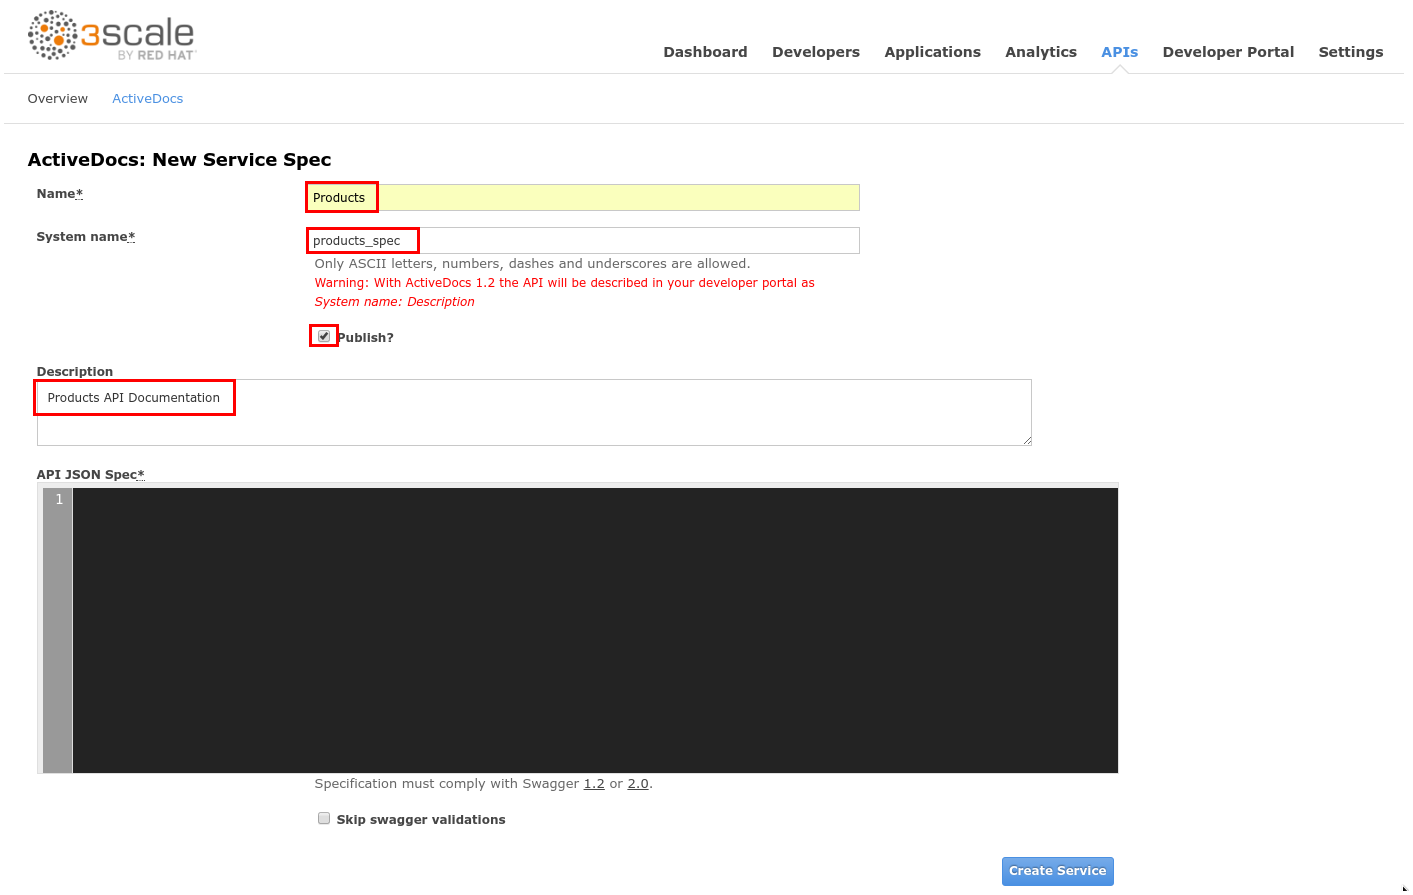 3scale
BY RED HAT
Dashboard Developers Applications Analytics APIs Developer Portal Settings
Overview ActiveDocs
ActiveDocs: New Service Spec
Name* Products
System name* products_spec
Only ASCII letters, numbers, dashes and underscores are allowed.
Warning: With ActiveDocs 1.2 the API will be described in your developer portal as
System name: Description
Publish?
Description
Products API Documentation
API JSON Spec*
1
Specification must comply with Swagger 1.2 or 2.0.
Skip swagger validations
Create Service